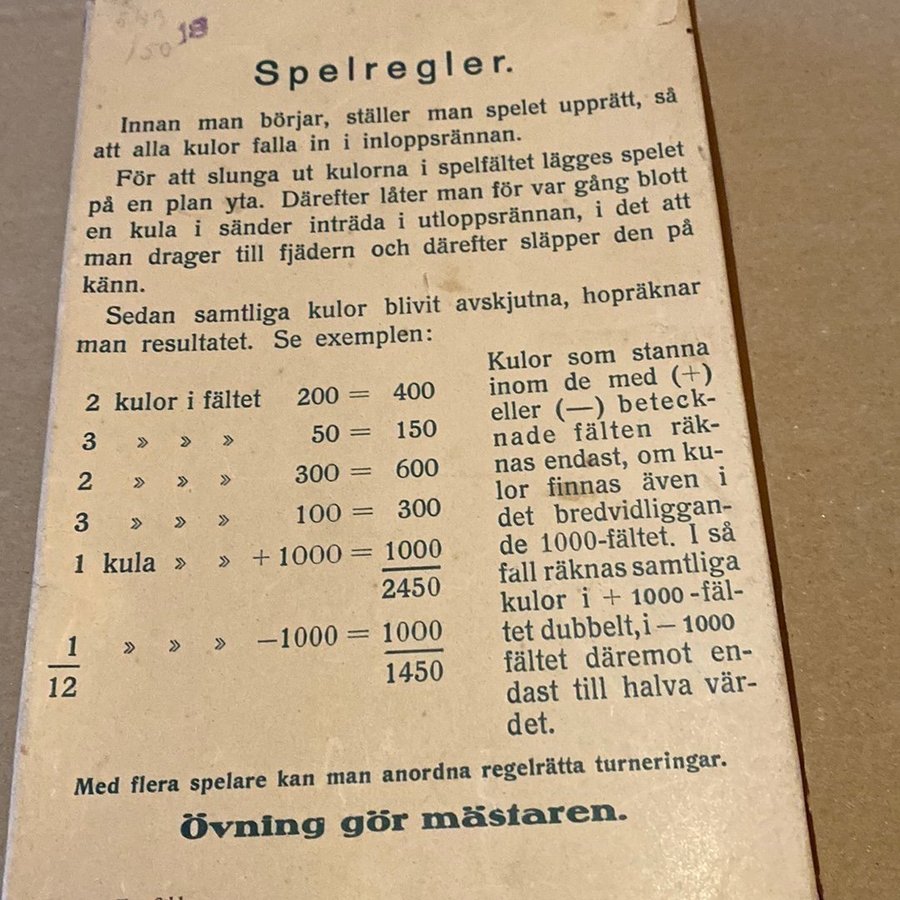 18
150
Spelregler.
Innan man börjar, ställer man spelet upprätt, så
att alla kulor falla in i inloppsrännan.
För att slunga ut kulorna i spelfältet lägges spelet
på en plan yta. Därefter låter man för var gång blott
en kula i sänder inträda i utloppsrännan, i det att
man drager till fjädern och därefter släpper den på
känn.
Sedan samtliga kulor blivit avskjutna, hopräknar
man resultatet. Se exemplen:
2 kulor i fältet 200 = 400
3 » » » 50 = 150
2 » » » 300 = 600
3 » » » 100 = 300
1 kula » » + 1000 = 1000
2450
1 » » » —1000 = 1000
12 1450
Kulor som stanna
inom de med (+)
eller (—) beteck-
nade fälten räk-
nas endast, om ku-
lor finnas även i
det bredvidliggan-
de 1000-fältet. I så
fall räknas samtliga
kulor i + 1000-fäl-
tet dubbelt, i — 1000
fältet däremot en-
dast till halva vär-
det.
Med flera spelare kan man anordna regelrätta turneringar.
Övning gör mästaren.